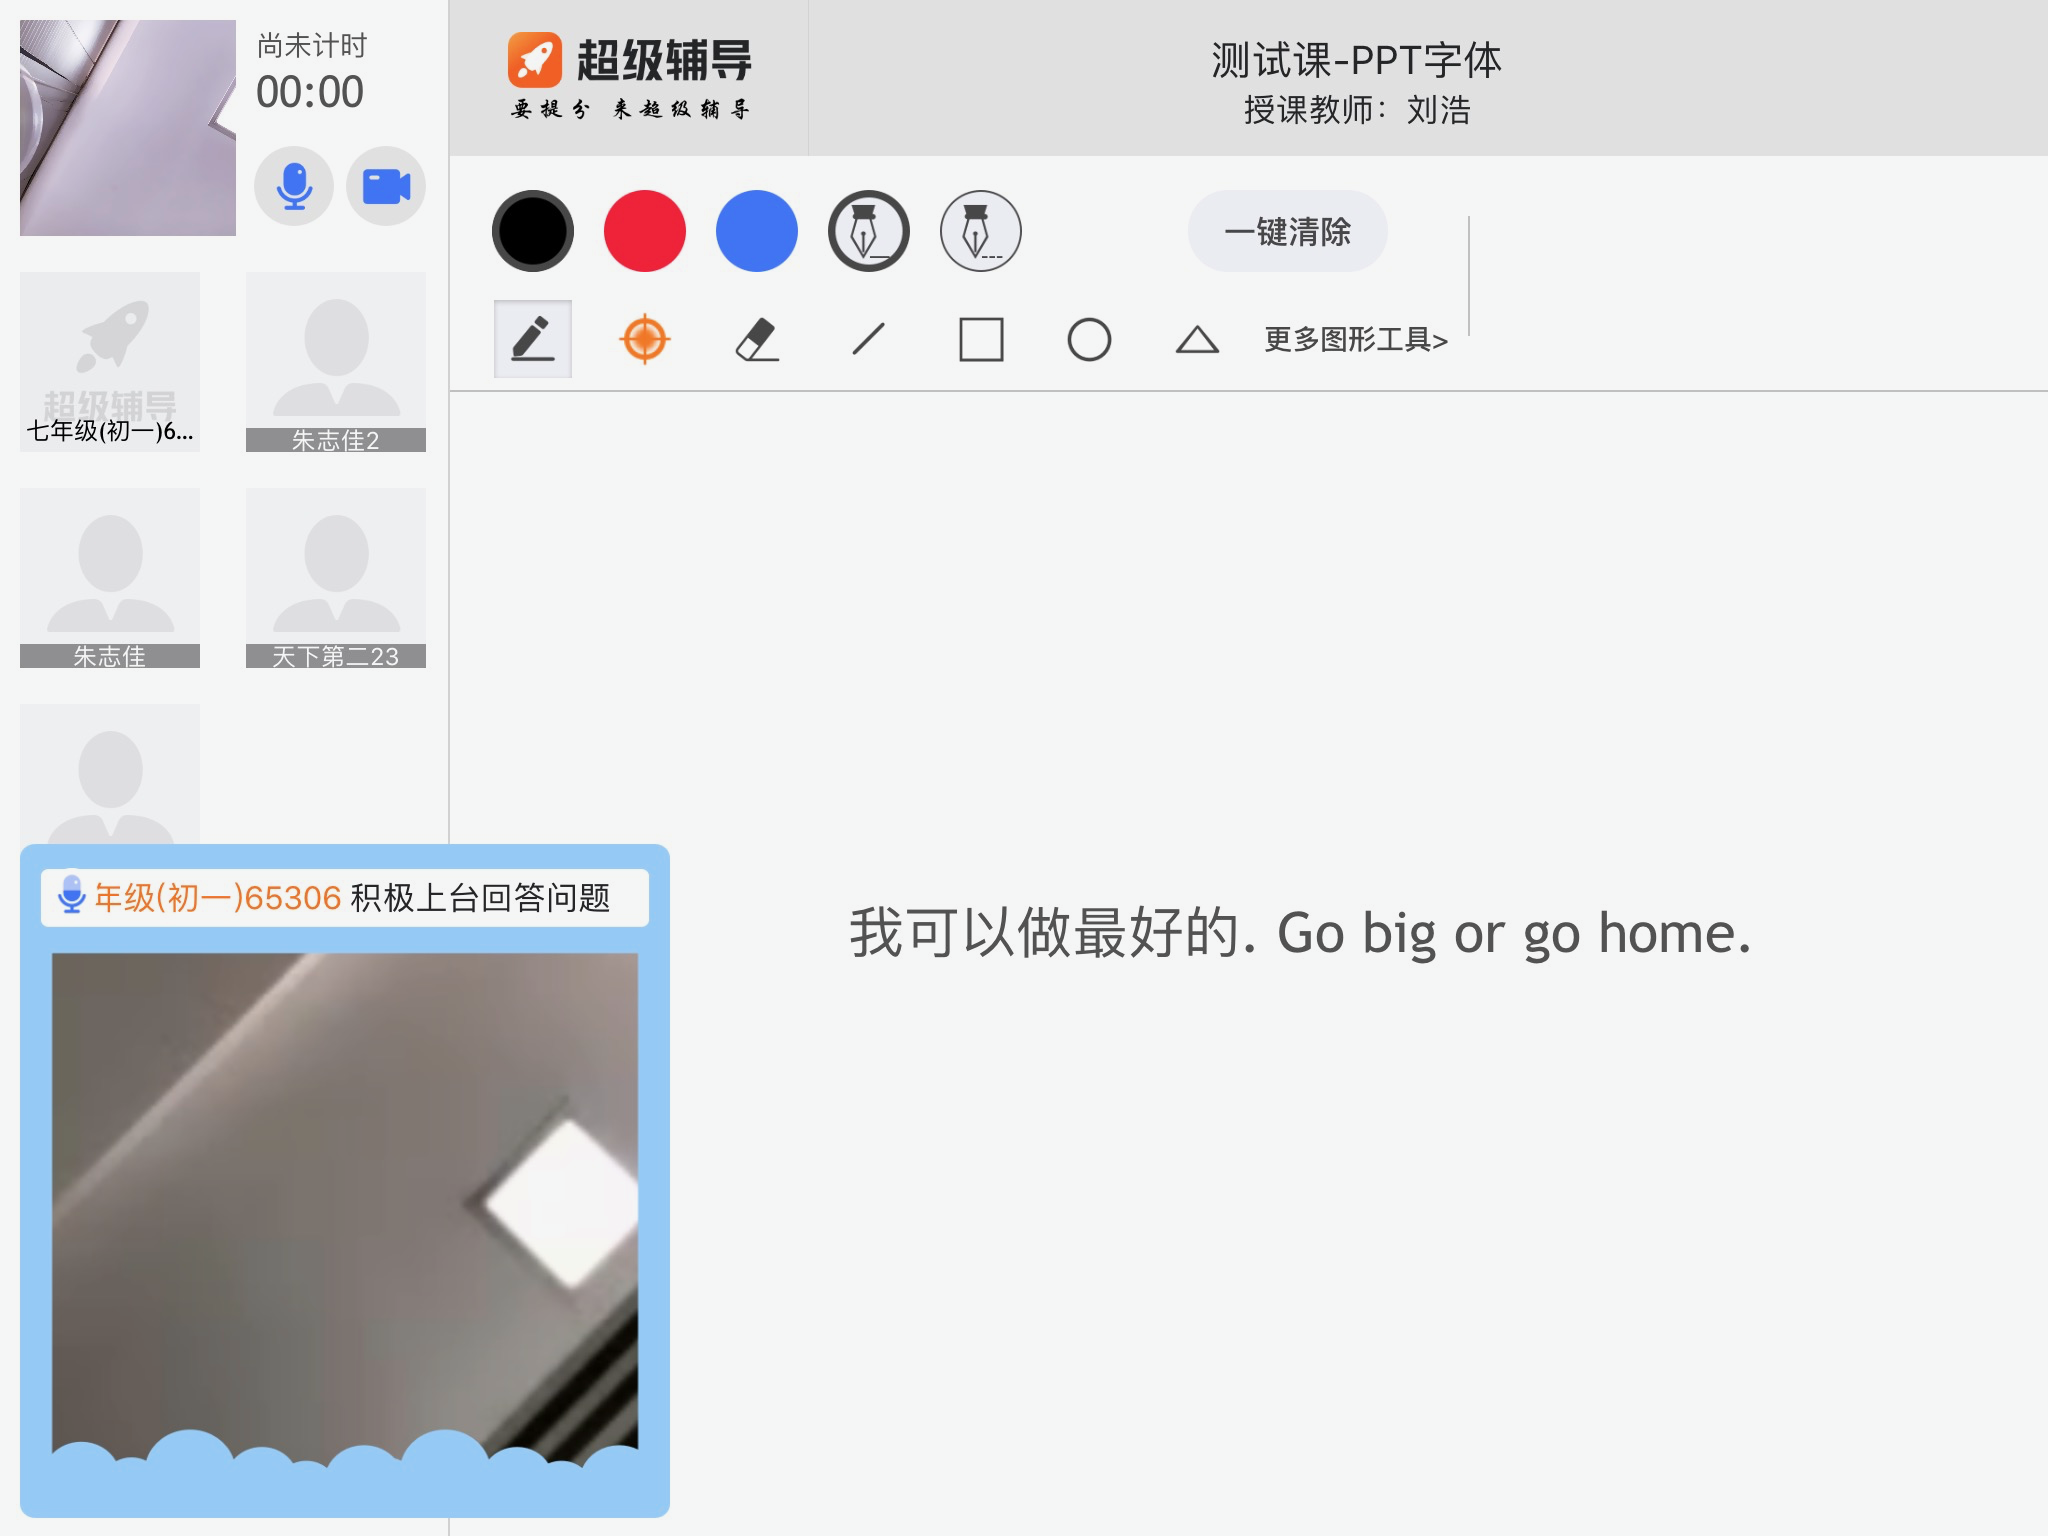 尚未计时
00:00
超级辅导
要提分 来超级辅导
测试课-PPT字体
授课教师：刘浩
一键清除
更多图形工具>
超级辅导
七年级(初一)6...
朱志佳2
朱志佳
天下第二23
年级(初一)65306 积极上台回答问题
我可以做最好的. Go big or go home.